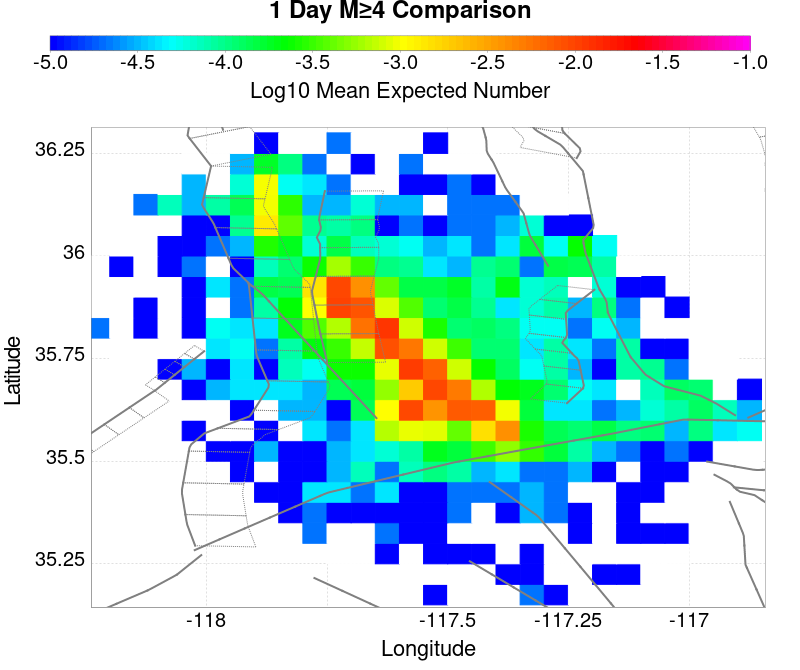 1 Day M≥4 Comparison
-5.0 -4.5 -4.0 -3.5 -3.0 -2.5 -2.0 -1.5 -1.0
Log10 Mean Expected Number
36.25
36
35.75
35.5
35.25
Latitude
-118 -117.5 -117.25 -117
Longitude